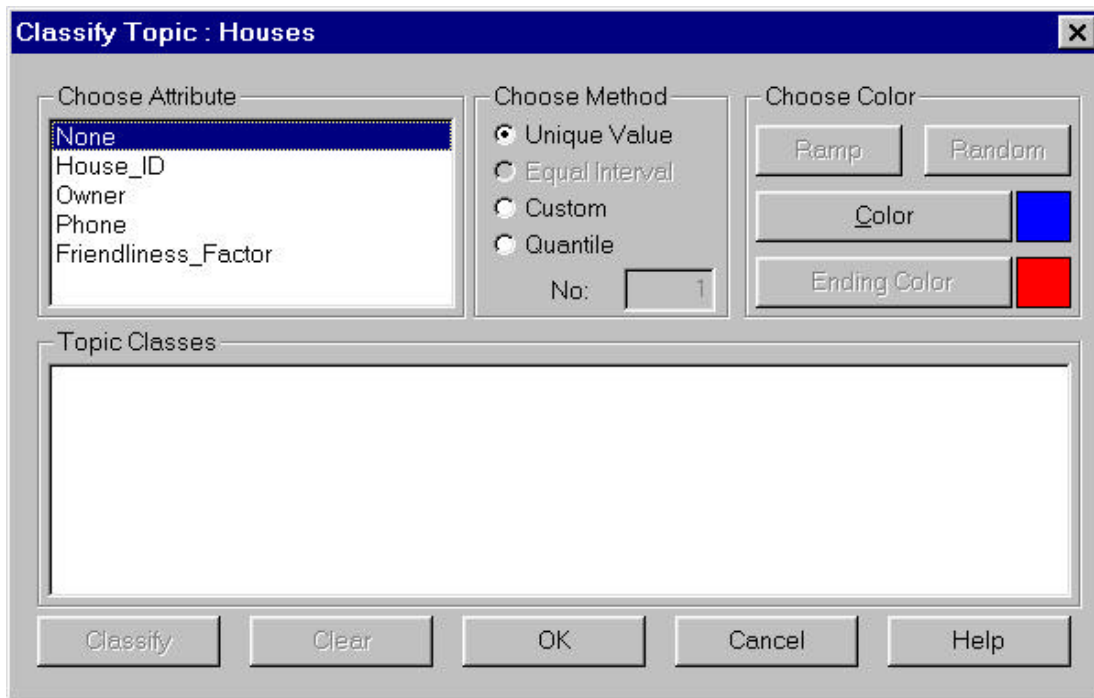 Classify Topic : Houses
Choose Attribute
None
House_ID
Owner
Phone
Friendliness_Factor
Choose Method
Unique Value
Equal Interval
Custom
Quantile
No: 1
Choose Color
Ramp Random
Color
Ending Color
Topic Classes
Classify Clear OK Cancel Help